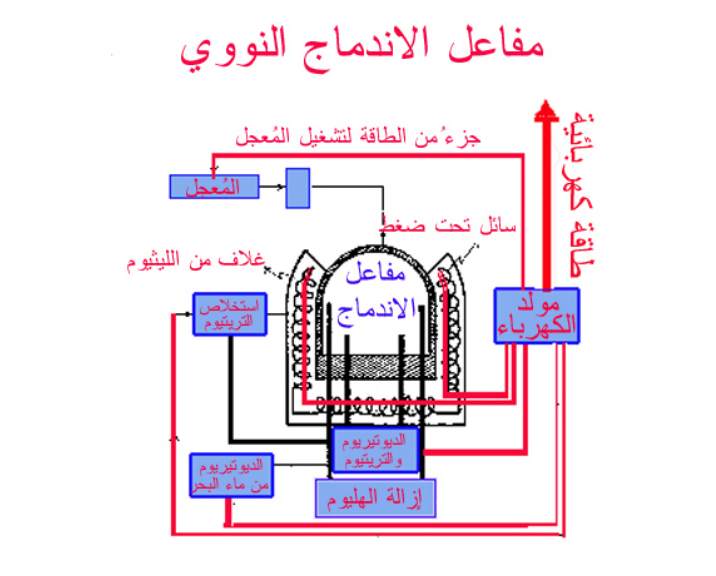 مفاعل الاندماج النووي
جزءُ من الطاقة لتشغيل المُعجل
طاقة كهربائية
المُعجل
سائل تحت ضغط
غلاف من الليثيوم
مفاعل
الاندماج
مولد
الكهرباء
استخلاص
التريتيوم
الديوتيريوم
والتريتيوم
الديوتيريوم
من ماء البحر
إزالة الهليوم